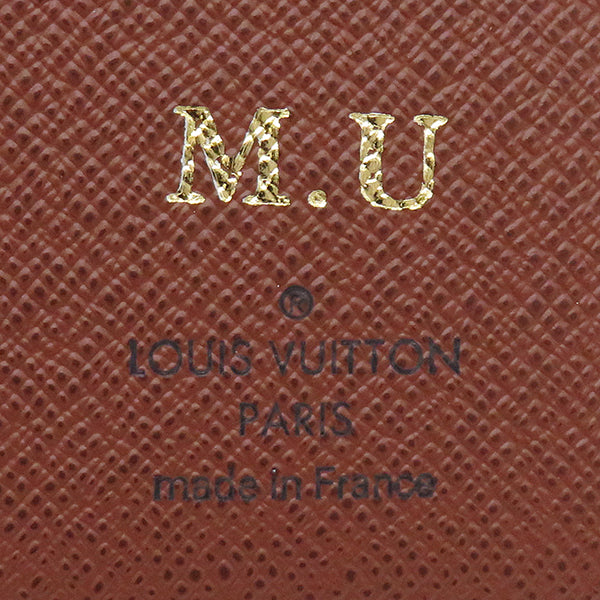 M.U
®
LOUIS VUITTON
PARIS
made in France